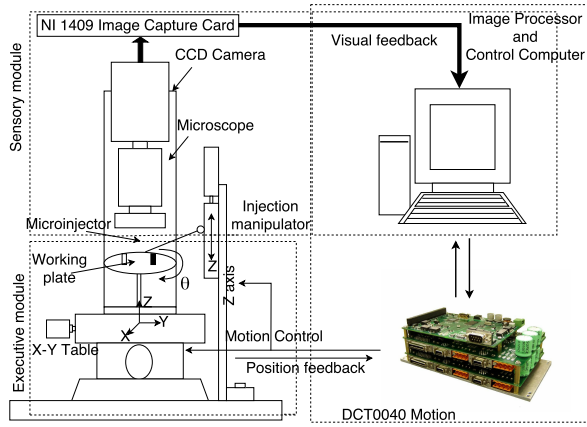 NI 1409 Image Capture Card
Visual feedback
Image Processor
and
Control Computer
Sensory module
CCD Camera
Microscope
Microinjector
Injection
manipulator
Working
plate
θ
Z
Z axis
Executive module
Z
Y
X
X-Y Table
Motion Control
Position feedback
DCT0040 Motion